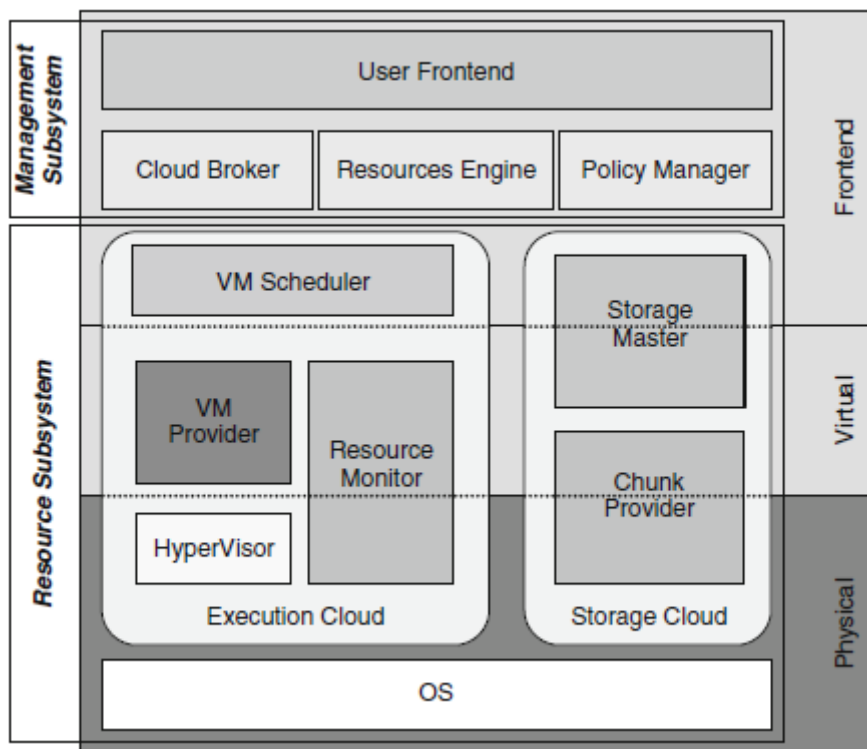 Management
Subsystem
User Frontend
Cloud Broker
Resources Engine
Policy Manager
Frontend
Resource Subsystem
VM Scheduler
VM
Provider
Resource
Monitor
HyperVisor
Execution Cloud
Storage
Master
Chunk
Provider
Storage Cloud
Virtual
Physical
OS